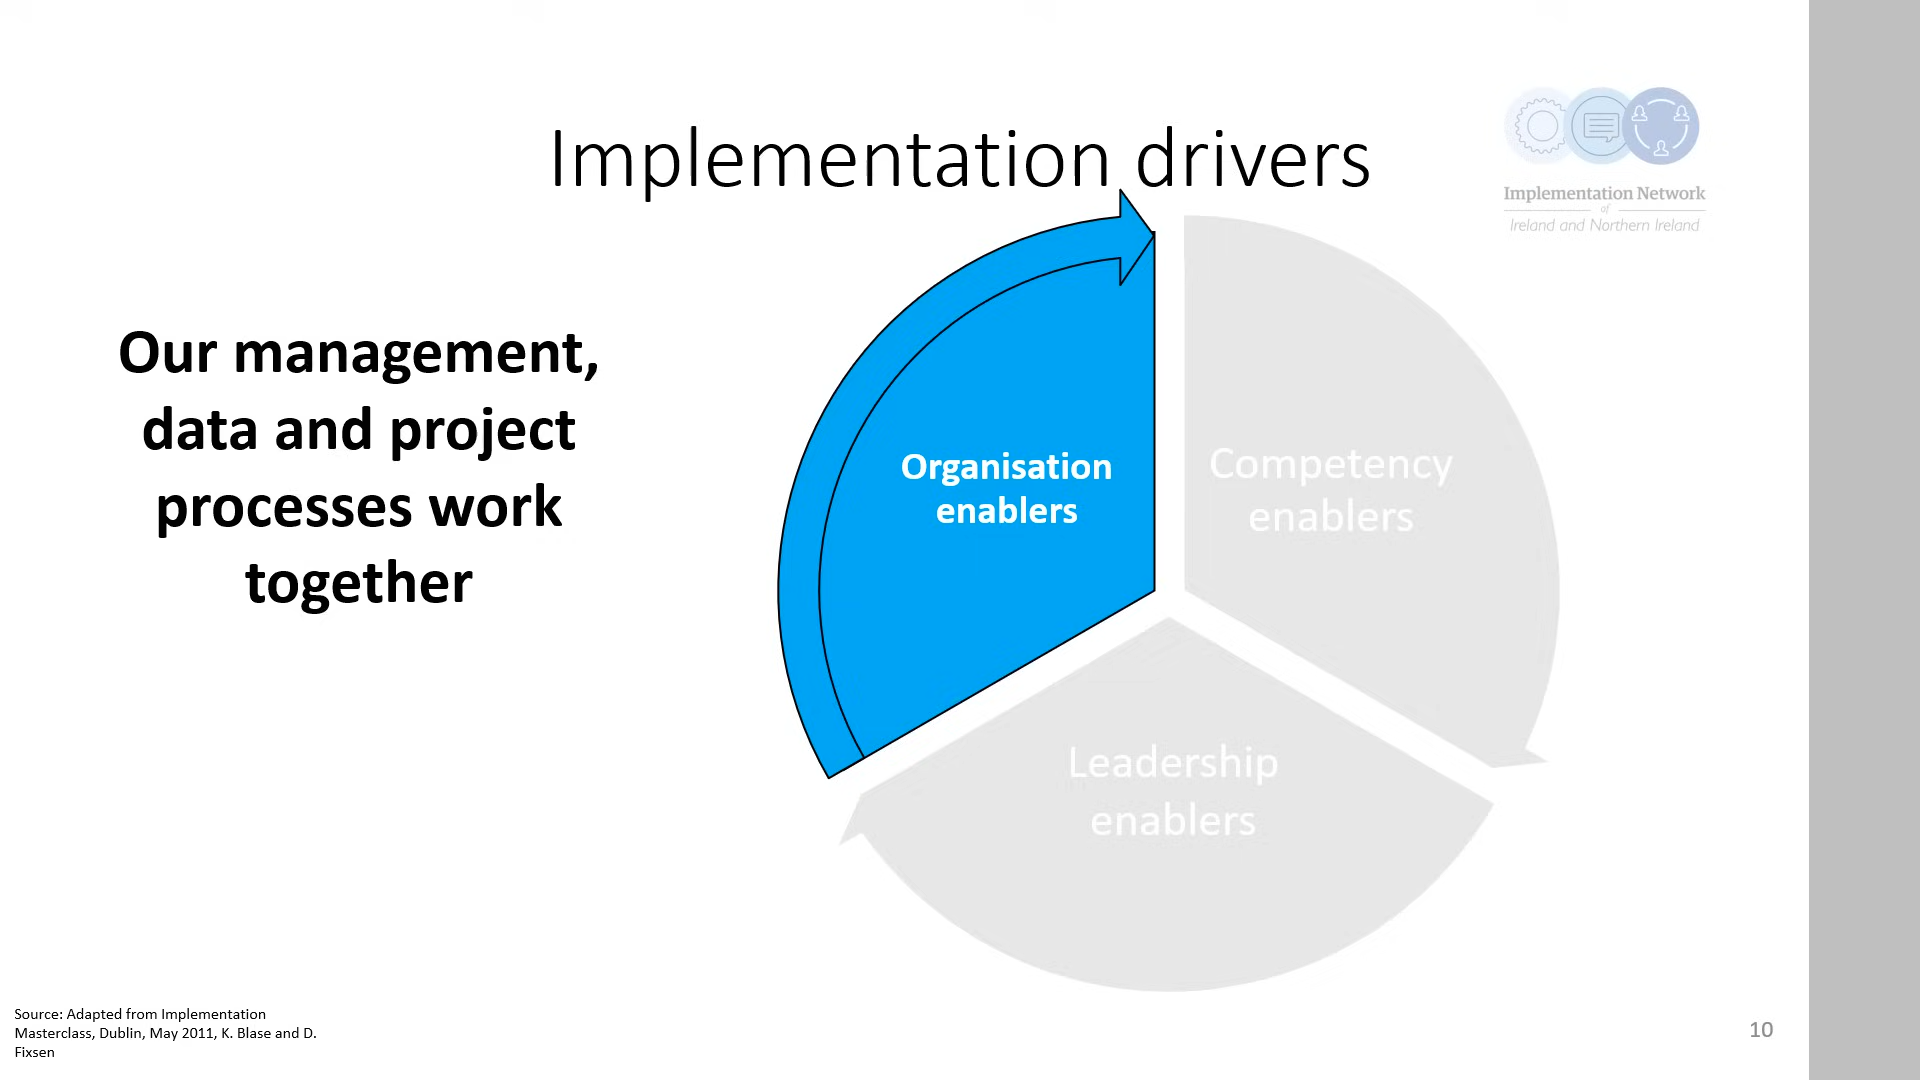 Implementation drivers
Implementation Network
of
Ireland and Northern Ireland
Our management,
data and project
processes work
together
Organisation
enablers
Competency
enablers
Leadership
enablers
Source: Adapted from Implementation
Masterclass, Dublin, May 2011, K. Blase and D.
Fixsen
10